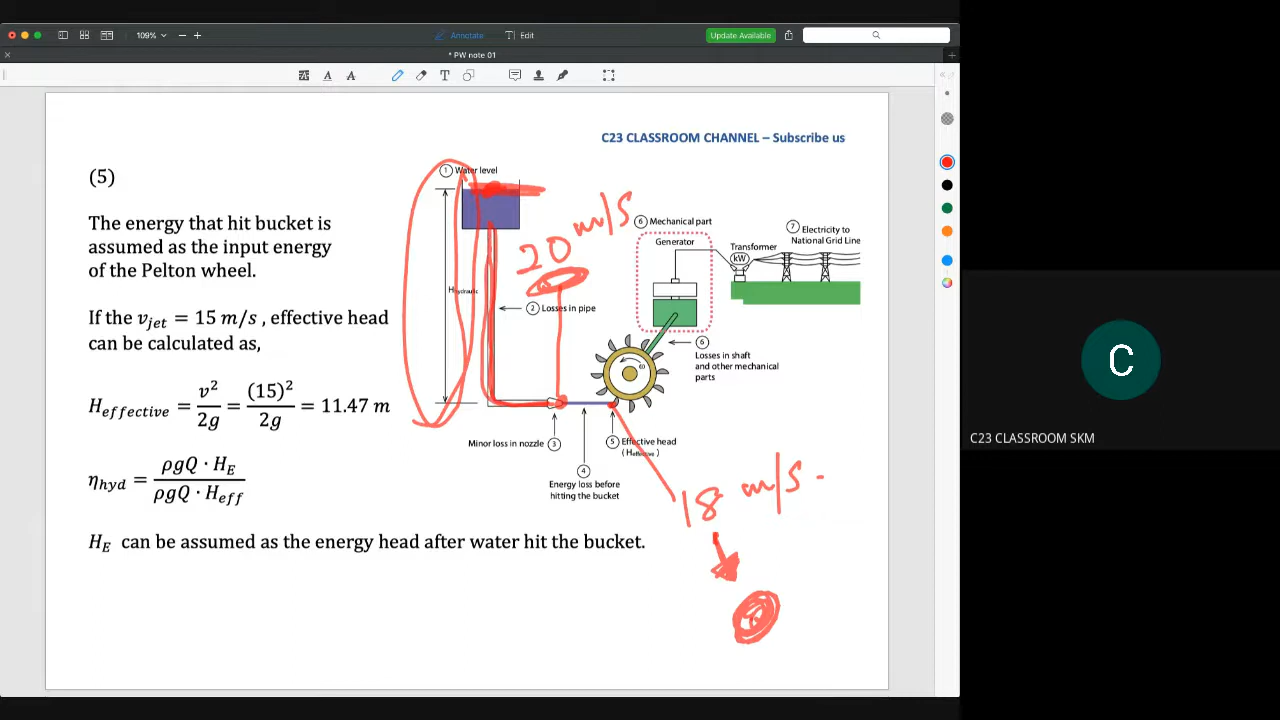 109%
Annotate
Edit
Update Available
* PW note 01
C23 CLASSROOM CHANNEL – Subscribe us
(5)
The energy that hit bucket is
assumed as the input energy
of the Pelton wheel.
If the v_jet = 15 m/s , effective head
can be calculated as,
H_effective = v²/2g = (15)²/2g = 11.47 m
η_hyd = ρgQ · H_E / ρgQ · H_eff
H_E can be assumed as the energy head after water hit the bucket.
1 Water level
H_hydraulic
20 m/s
2 Losses in pipe
6 Mechanical part
Generator
Transformer
kW
7 Electricity to
National Grid Line
ω
6
Losses in shaft
and other mechanical
parts
Minor loss in nozzle 3
5 Effective head
(H_effective)
4
Energy loss before
hitting the bucket
18 m/s
C
C23 CLASSROOM SKM